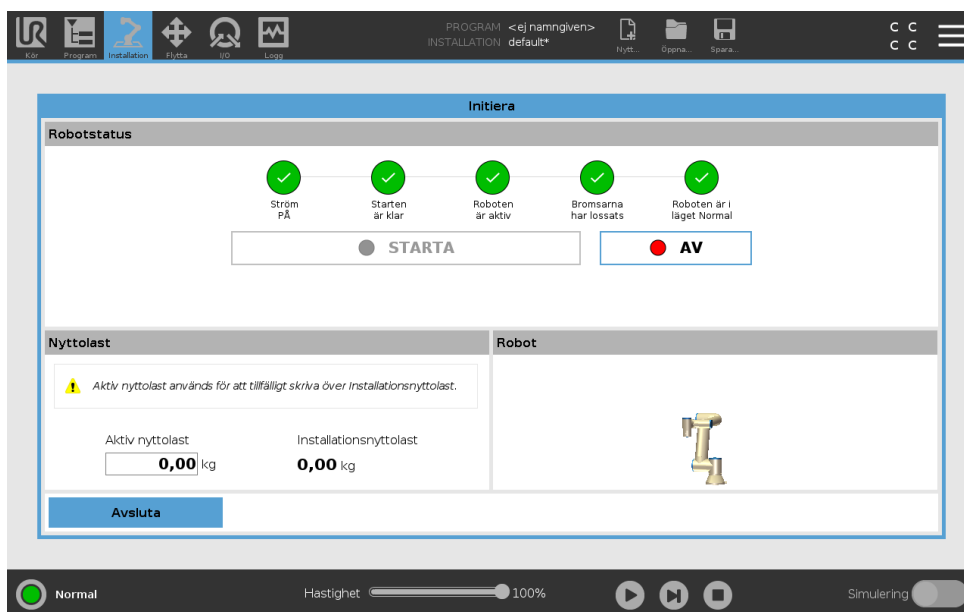 UR
PROGRAM <ej namngiven>
INSTALLATION default*
Kör Program Installation Flytta I/O Logg
Nytt... Öppna... Spara...
C C
C C
Initiera
Robotstatus
Ström
PÅ
Starten
är klar
Roboten
är aktiv
Bromsarna
har lossats
Roboten är i
läget Normal
STARTA
AV
Nyttolast
Robot
Aktiv nyttolast används för att tillfälligt skriva över Installationsnyttolast.
Aktiv nyttolast
Installationsnyttolast
0,00 kg
0,00 kg
Avsluta
Normal
Hastighet
100%
Simulering